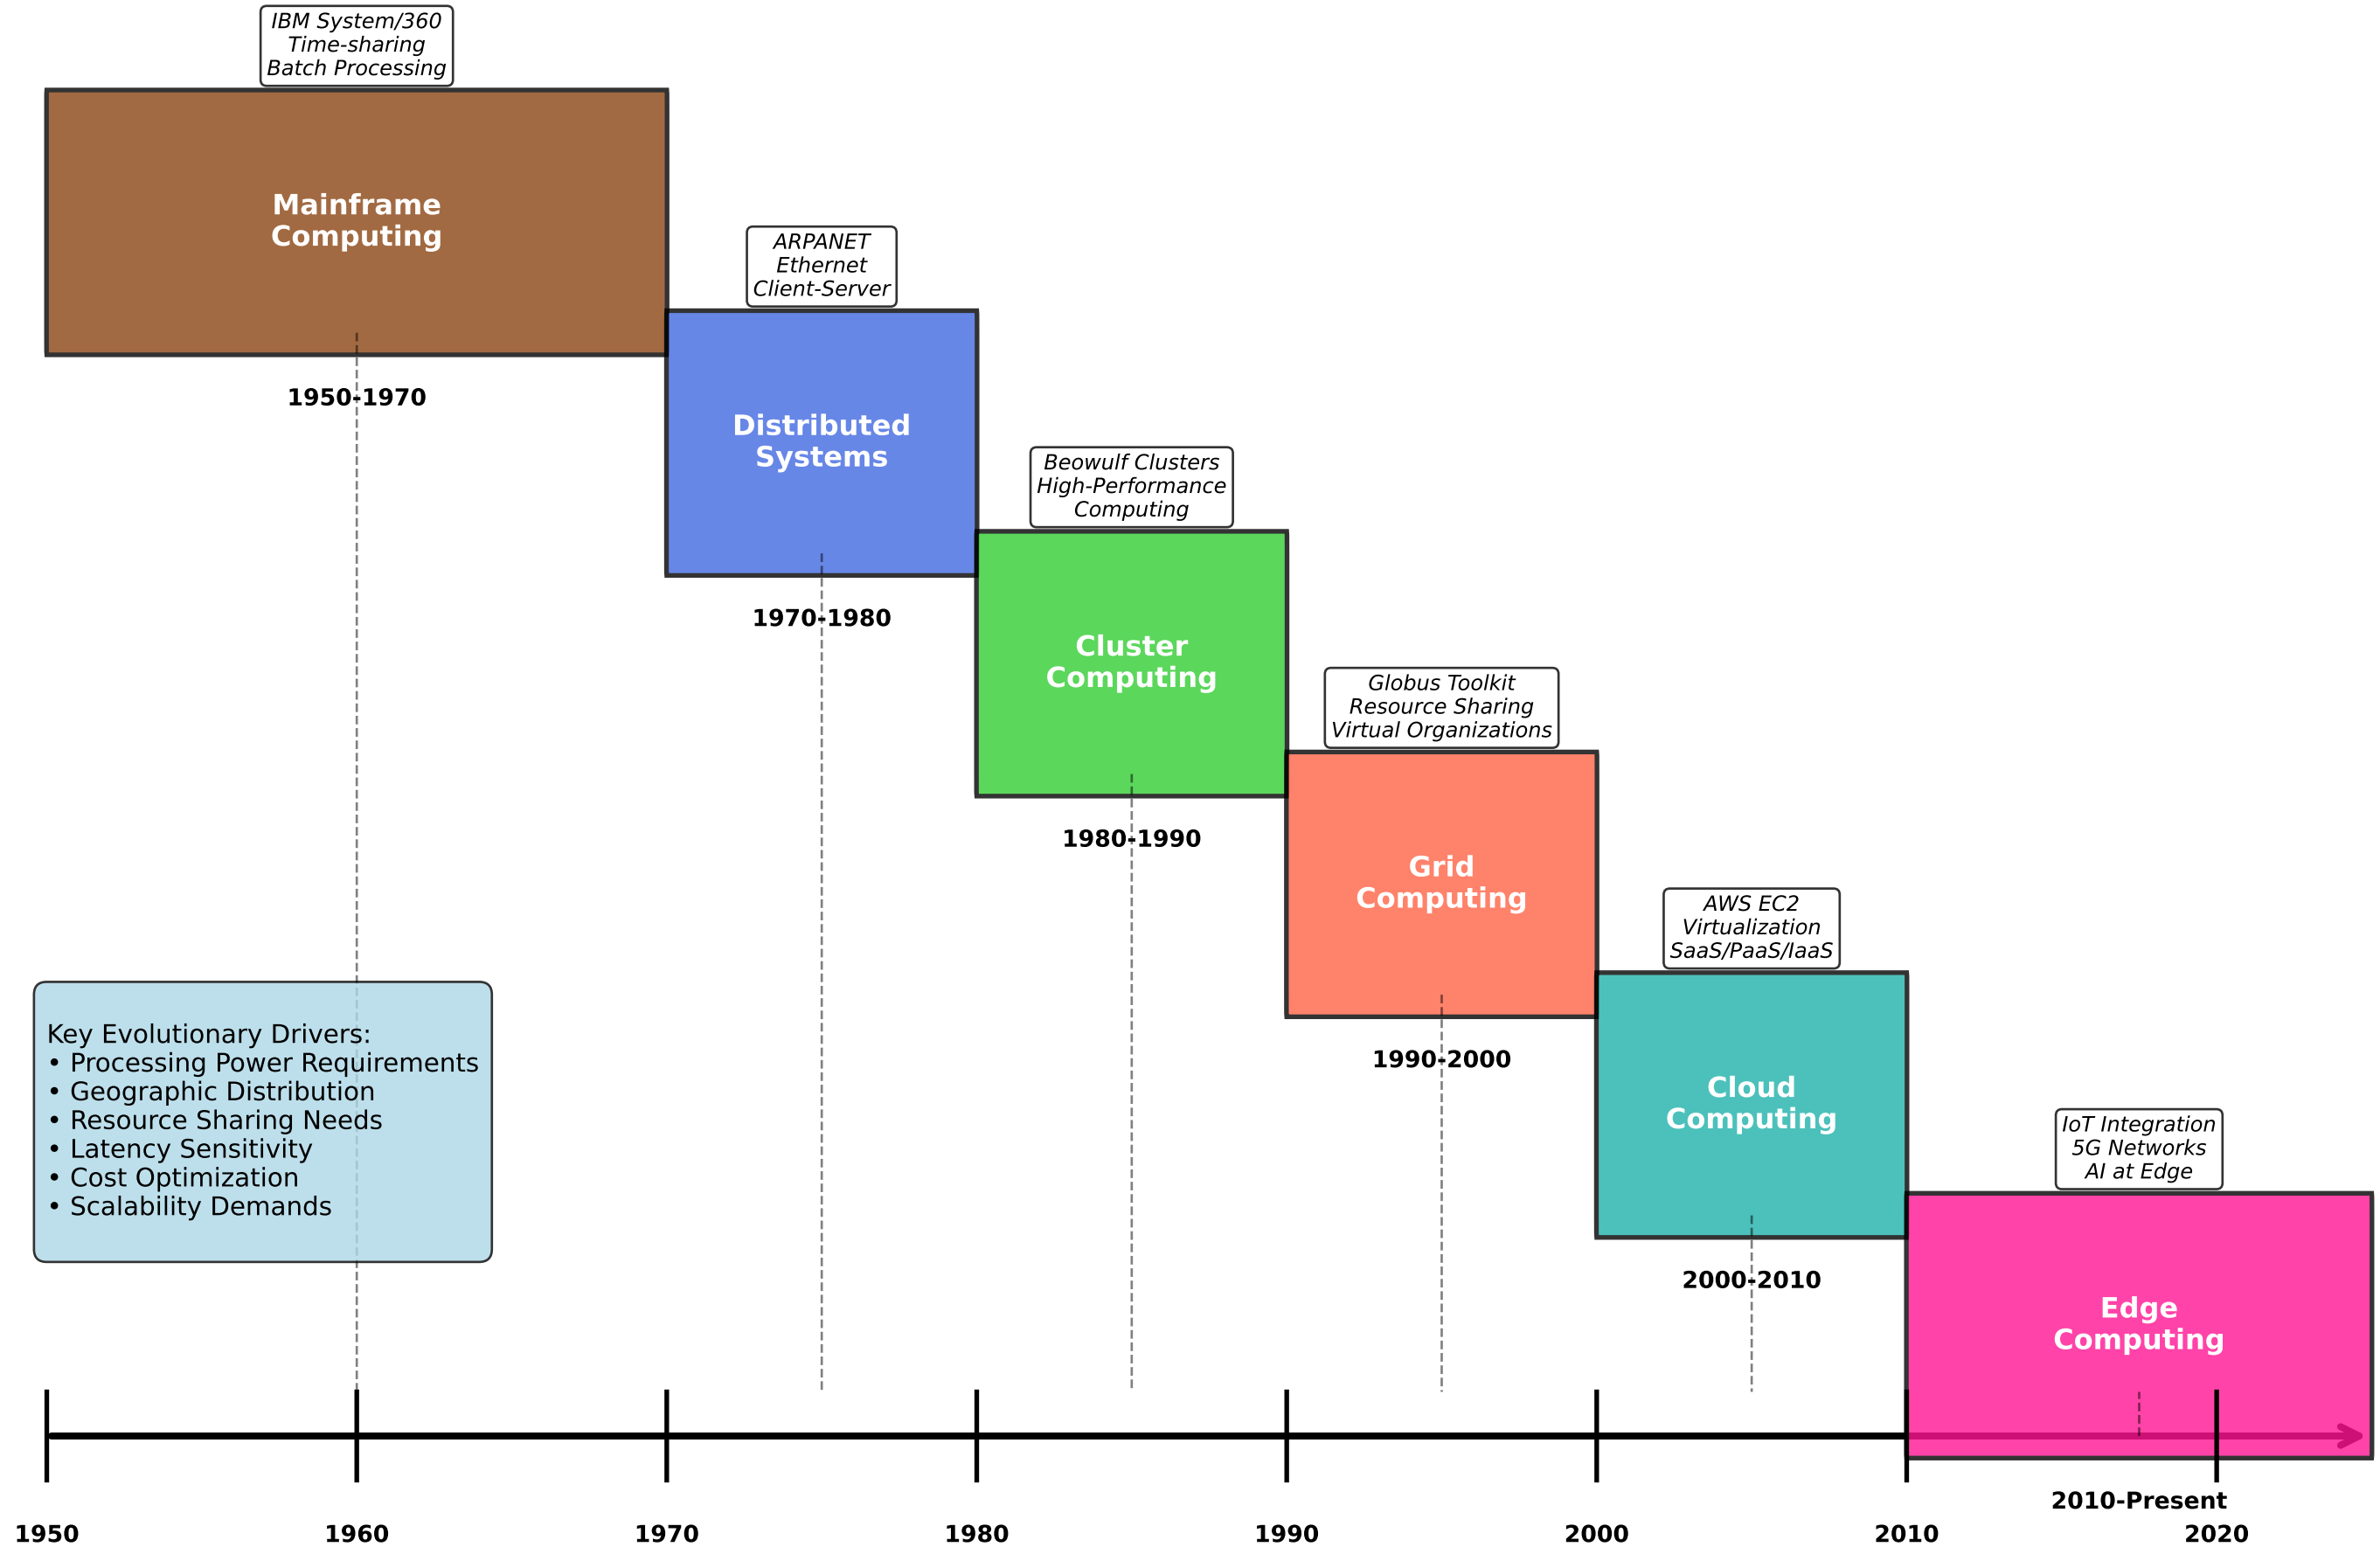 IBM System/360
Time-sharing
Batch Processing
Mainframe
Computing
1950-1970
ARPANET
Ethernet
Client-Server
Distributed
Systems
1970-1980
Beowulf Clusters
High-Performance
Computing
Cluster
Computing
1980-1990
Globus Toolkit
Resource Sharing
Virtual Organizations
Grid
Computing
1990-2000
AWS EC2
Virtualization
SaaS/PaaS/IaaS
Cloud
Computing
2000-2010
IoT Integration
5G Networks
AI at Edge
Edge
Computing
2010-Present
Key Evolutionary Drivers:
• Processing Power Requirements
• Geographic Distribution
• Resource Sharing Needs
• Latency Sensitivity
• Cost Optimization
• Scalability Demands
1950
1960
1970
1980
1990
2000
2010
2020